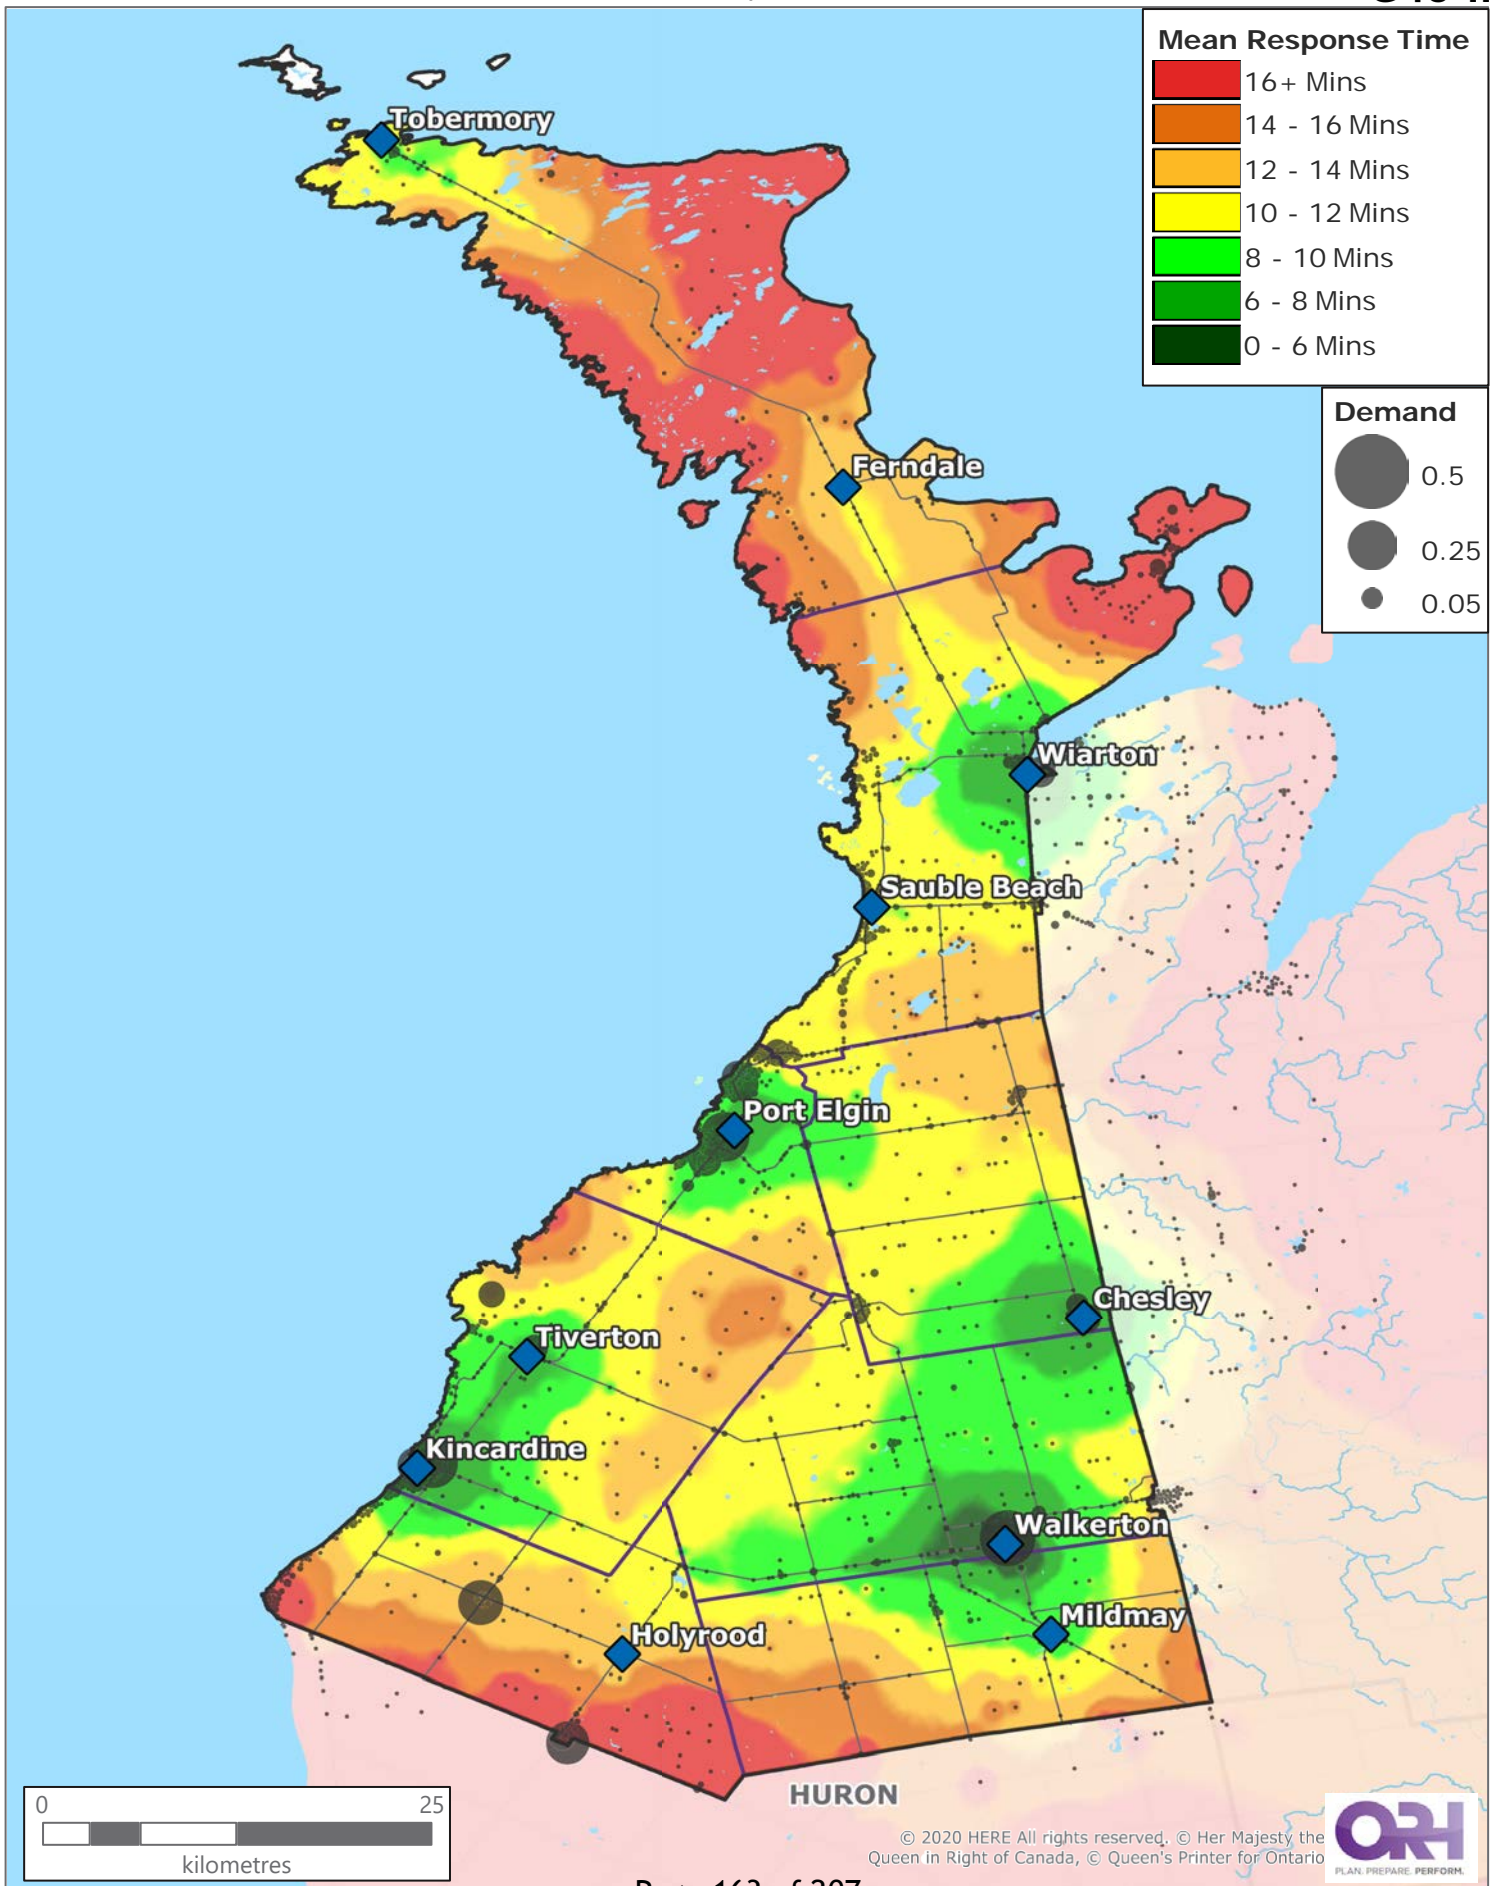 Mean Response Time
16+ Mins
14 - 16 Mins
12 - 14 Mins
10 - 12 Mins
8 - 10 Mins
6 - 8 Mins
0 - 6 Mins
Demand
0.5
0.25
0.05
Tobermory
Ferndale
Wiarton
Sauble Beach
Port Elgin
Chesley
Tiverton
Kincardine
Walkerton
Mildmay
Holyrood
HURON
0 25
kilometres
© 2020 HERE All rights reserved. © Her Majesty the
Queen in Right of Canada, © Queen's Printer for Ontario
ORH
PLAN. PREPARE. PERFORM.